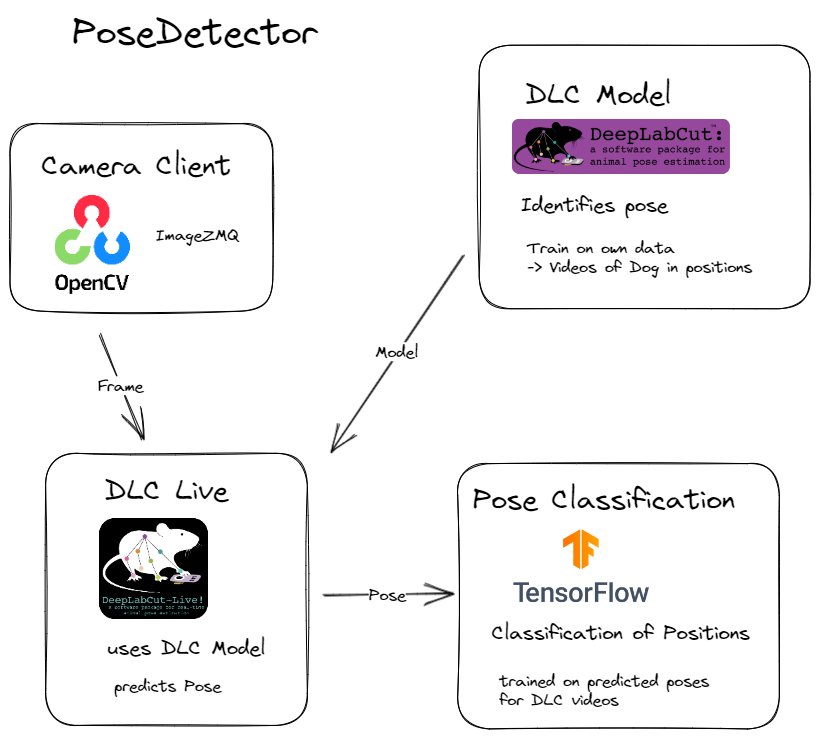 PoseDetector
Camera Client
OpenCV
ImageZMQ
DLC Model
DeepLabCut™:
a software package for
animal pose estimation
Identifies pose
Train on own data
-> Videos of Dog in positions
Frame
Model
DLC Live
DeepLabCut-Live!
a software package for real-time
animal pose estimation
uses DLC Model
predicts Pose
Pose
Pose Classification
TensorFlow
Classification of Positions
trained on predicted poses
for DLC videos